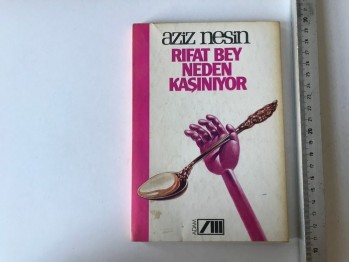 aziz nesin
RIFAT BEY
NEDEN
KAŞINIYOR
ADAM